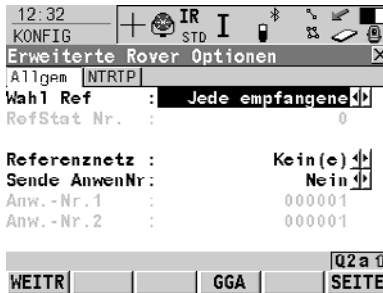 12:32
KONFIG
IR
STD
I
Erweiterte Rover Optionen
X
Allgem NTRTP
Wahl Ref : Jede empfangene
RefStat Nr. : 0
Referenznetz : Kein(e)
Sende AnwenNr: Nein
Anw.-Nr.1 : 000001
Anw.-Nr.2 : 000001
Q2a⇧
WEITR GGA SEITE